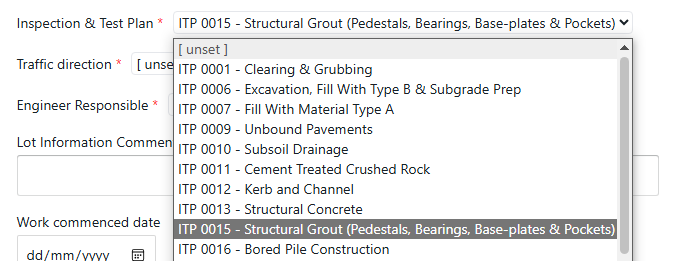 Inspection & Test Plan * ITP 0015 - Structural Grout (Pedestals, Bearings, Base-plates & Pockets)
[ unset ]
Traffic direction * [ unse
ITP 0001 - Clearing & Grubbing
ITP 0006 - Excavation, Fill With Type B & Subgrade Prep
Engineer Responsible *
ITP 0007 - Fill With Material Type A
ITP 0009 - Unbound Pavements
Lot Information Commen
ITP 0010 - Subsoil Drainage
ITP 0011 - Cement Treated Crushed Rock
ITP 0012 - Kerb and Channel
ITP 0013 - Structural Concrete
Work commenced date
ITP 0015 - Structural Grout (Pedestals, Bearings, Base-plates & Pockets)
ITP 0016 - Bored Pile Construction
dd/mm/yyyy